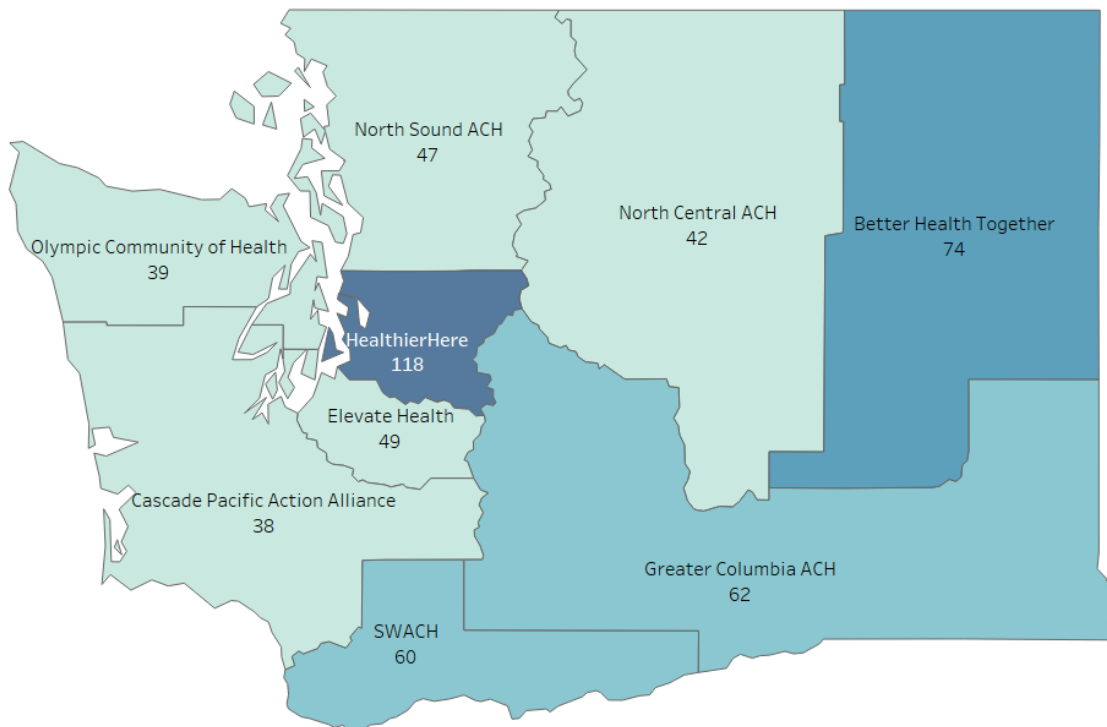 North Sound ACH
47
North Central ACH
42
Better Health Together
74
Olympic Community of Health
39
HealthierHere
118
Elevate Health
49
Cascade Pacific Action Alliance
38
Greater Columbia ACH
62
SWACH
60